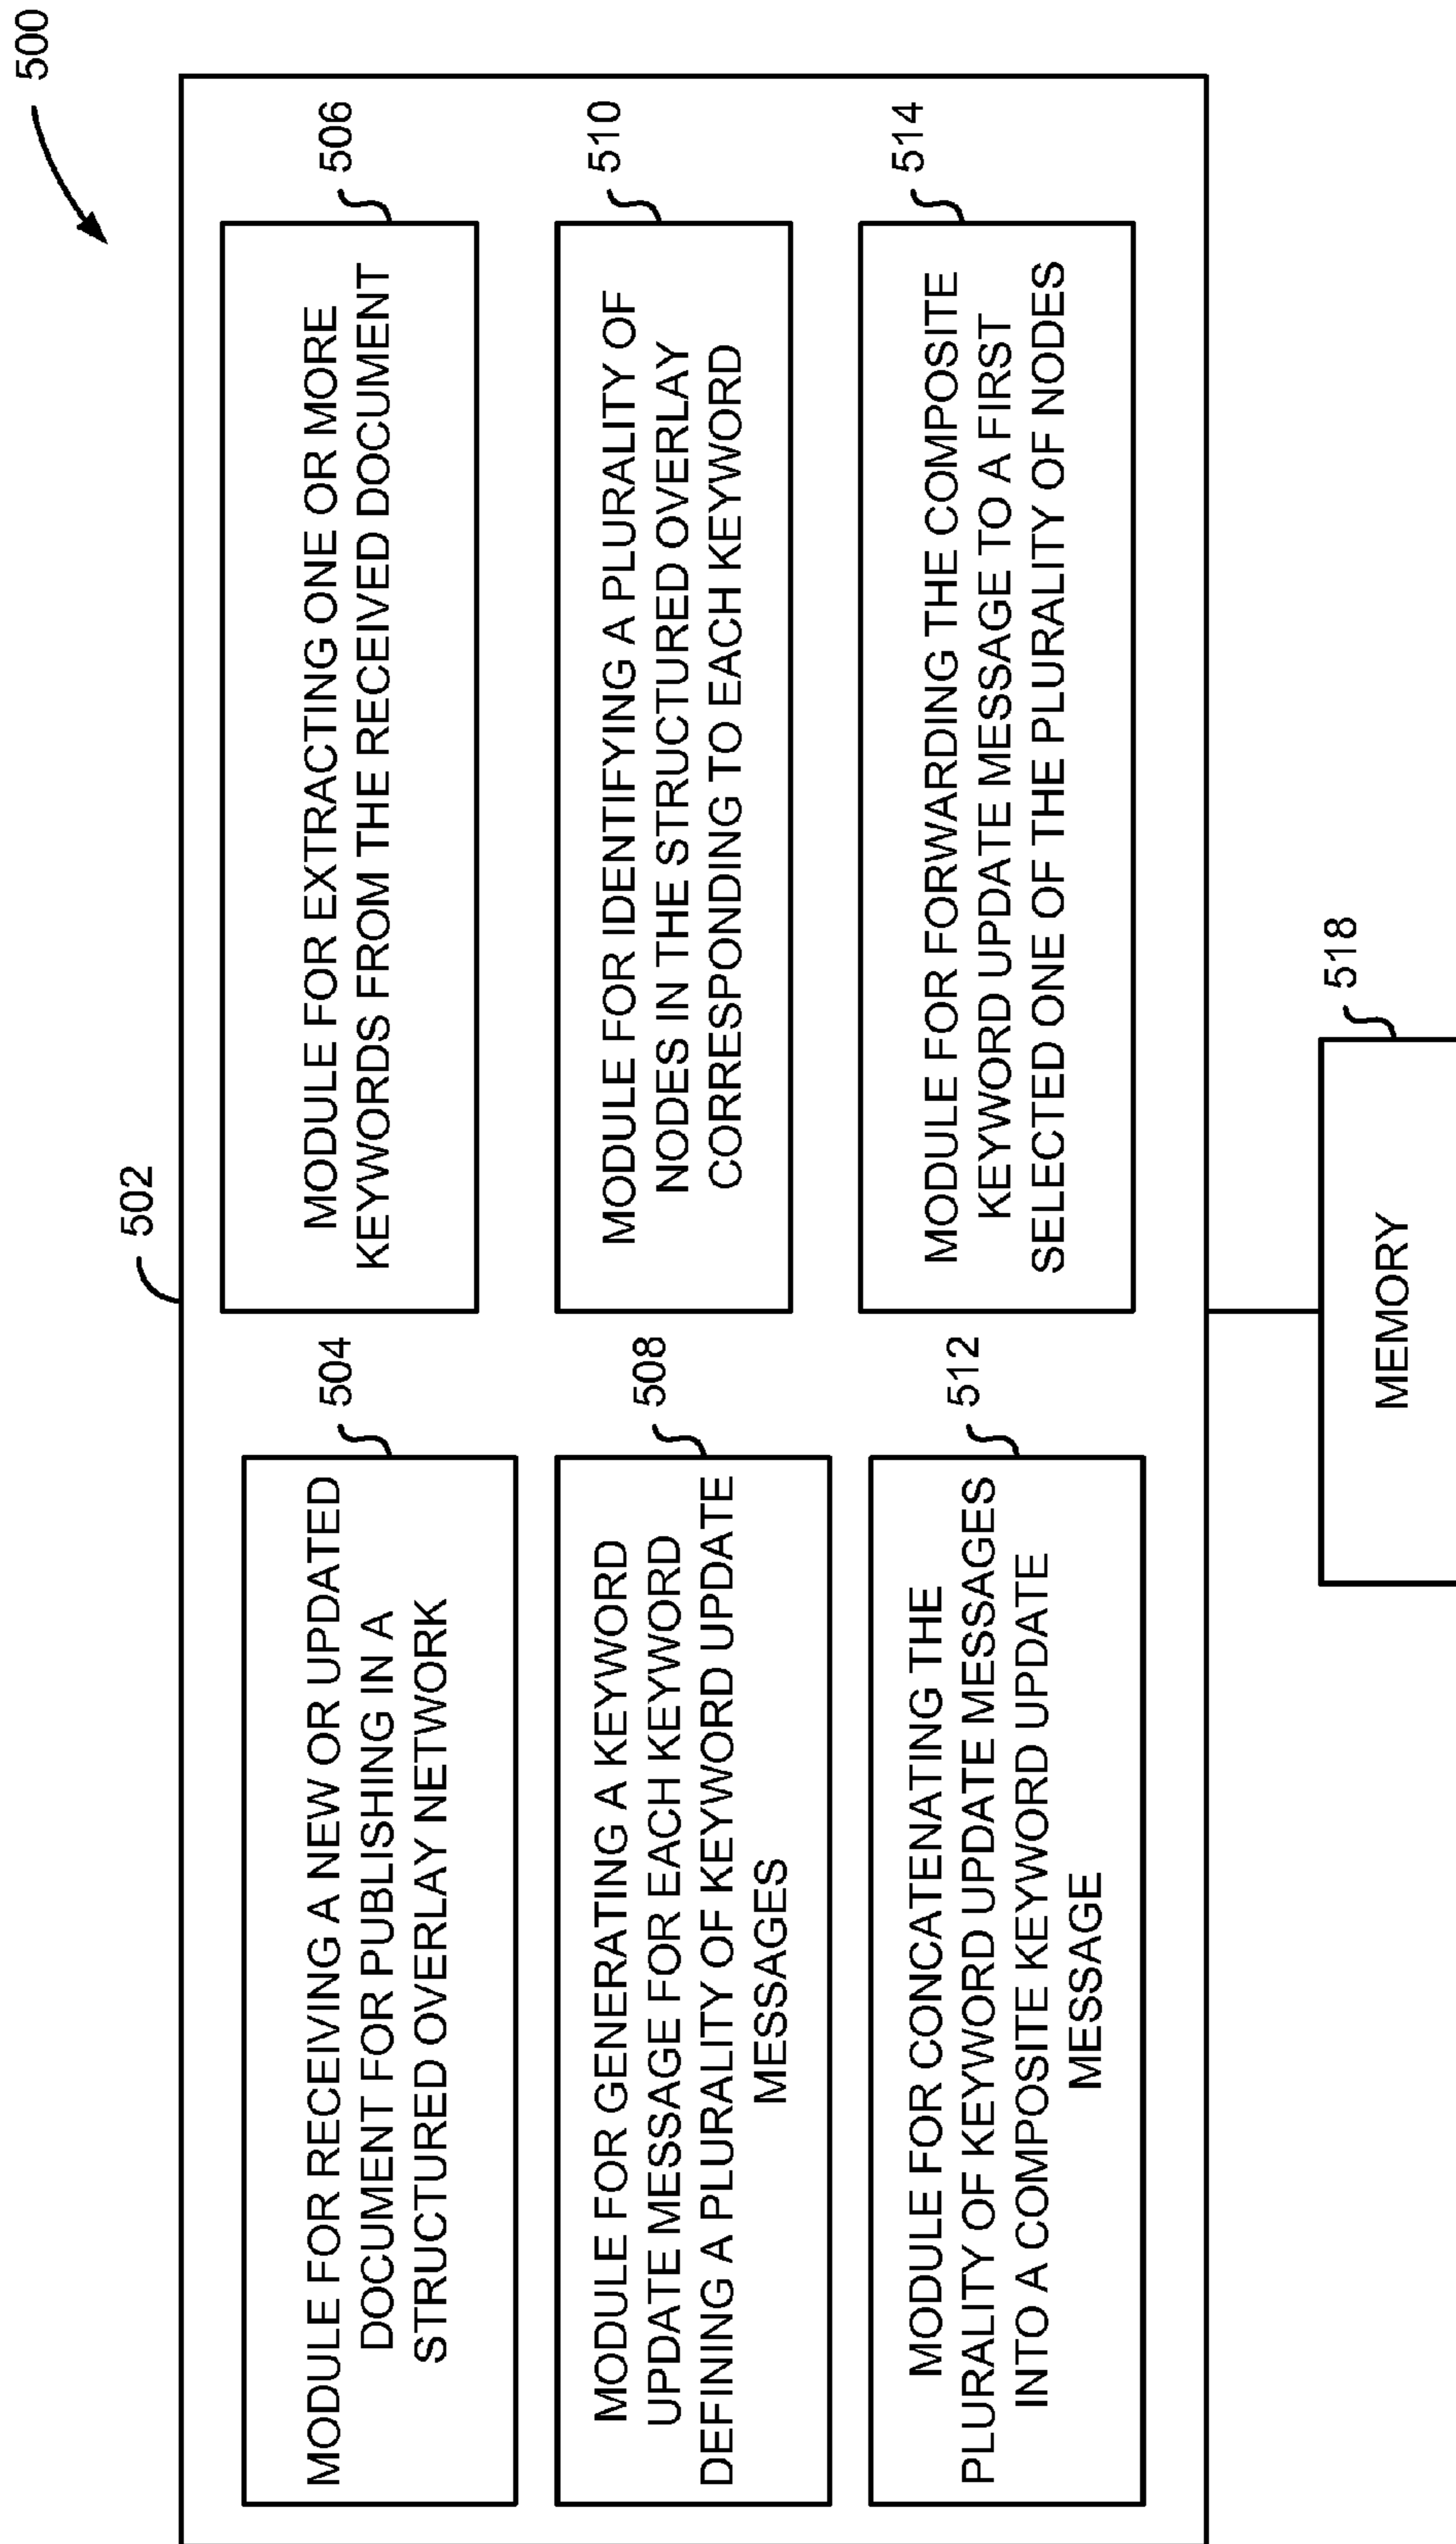 500
502
MODULE FOR RECEIVING A NEW OR UPDATED
DOCUMENT FOR PUBLISHING IN A
STRUCTURED OVERLAY NETWORK
504
MODULE FOR EXTRACTING ONE OR MORE
KEYWORDS FROM THE RECEIVED DOCUMENT
506
MODULE FOR GENERATING A KEYWORD
UPDATE MESSAGE FOR EACH KEYWORD
DEFINING A PLURALITY OF KEYWORD UPDATE
MESSAGES
508
MODULE FOR IDENTIFYING A PLURALITY OF
NODES IN THE STRUCTURED OVERLAY
CORRESPONDING TO EACH KEYWORD
510
MODULE FOR CONCATENATING THE
PLURALITY OF KEYWORD UPDATE MESSAGES
INTO A COMPOSITE KEYWORD UPDATE
MESSAGE
512
MODULE FOR FORWARDING THE COMPOSITE
KEYWORD UPDATE MESSAGE TO A FIRST
SELECTED ONE OF THE PLURALITY OF NODES
514
MEMORY
518